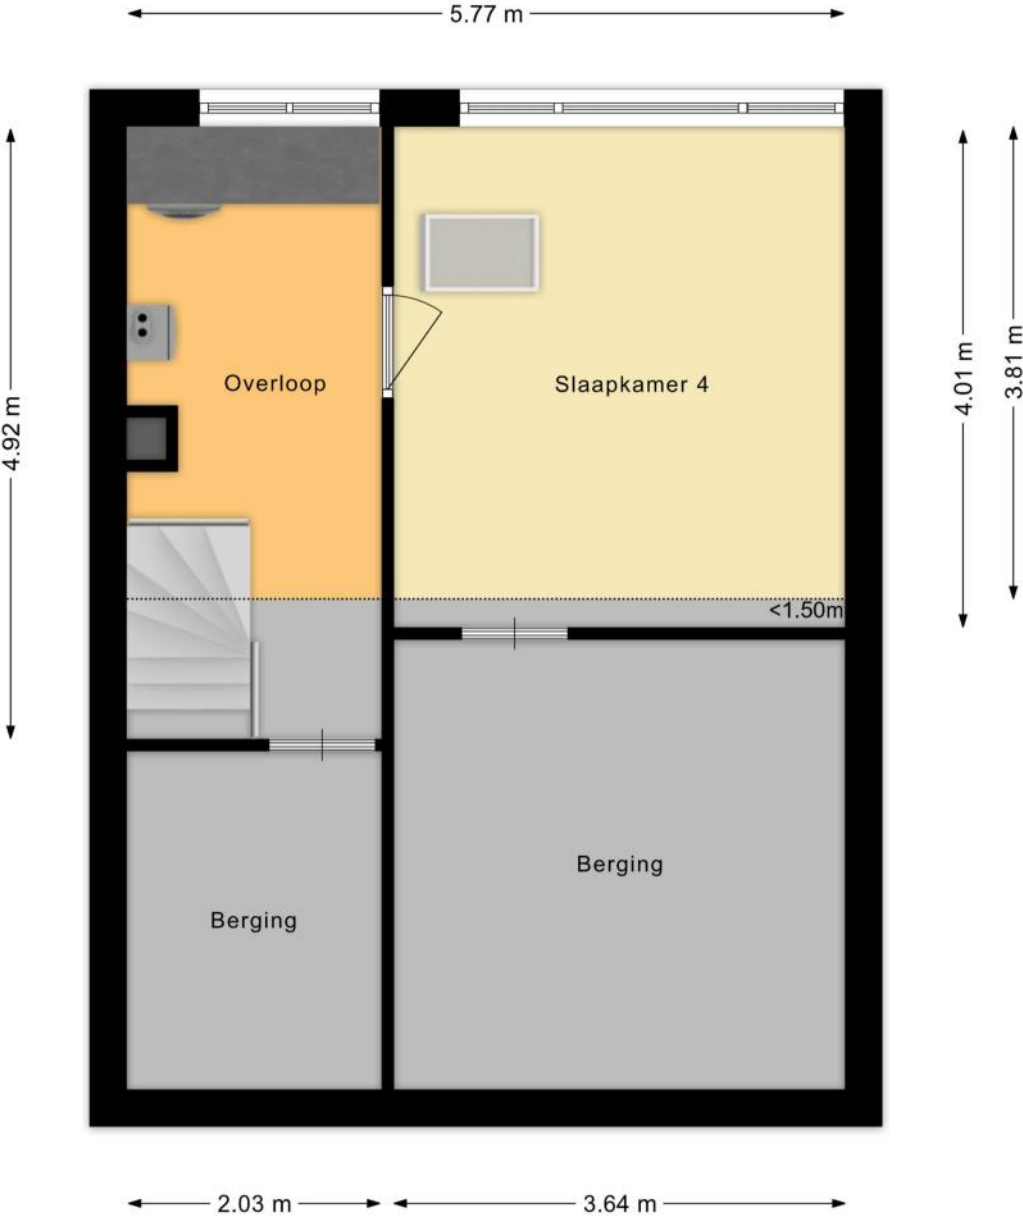 5.77 m
Overloop
Slaapkamer 4
4.92 m
4.01 m
3.81 m
<1.50m
Berging
Berging
2.03 m
3.64 m